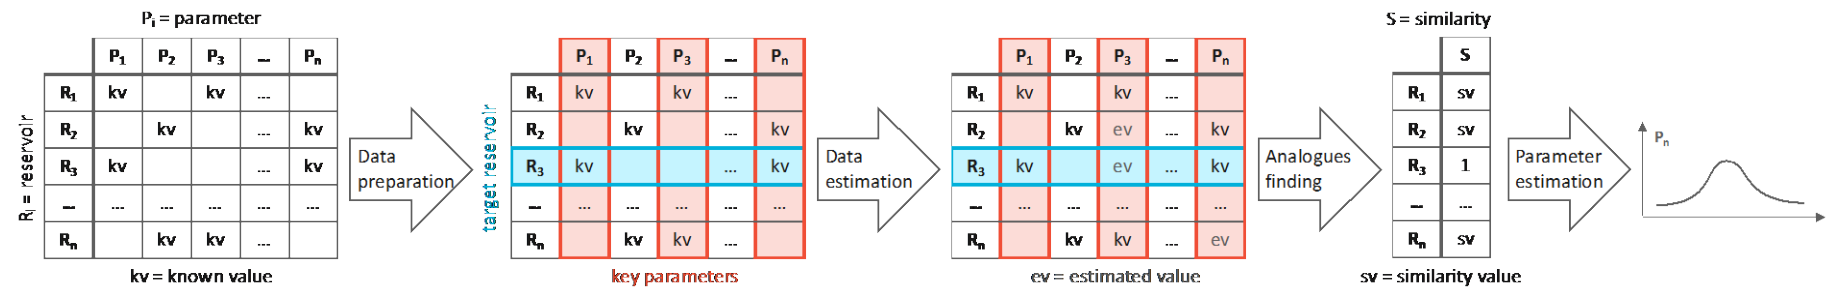 Pᵢ = parameter
P₁ P₂ P₃ ... Pₙ
R₁ kv kv ...
R₂ kv ... kv
R₃ kv ... kv
... ... ... ... ... ...
Rₙ kv kv ...
Rᵢ = reservoir
kv = known value
Data
preparation
P₁ P₂ P₃ ... Pₙ
R₁ kv kv ...
R₂ kv ... kv
R₃ kv ... kv
... ... ... ... ... ...
Rₙ kv kv ...
target reservoir
key parameters
Data
estimation
P₁ P₂ P₃ ... Pₙ
R₁ kv kv ...
R₂ kv ev ... kv
R₃ kv ev ... kv
... ... ... ... ... ...
Rₙ kv kv ... ev
ev = estimated value
Analogues
finding
S = similarity
S
R₁ sv
R₂ sv
R₃ 1
... ...
Rₙ sv
sv = similarity value
Parameter
estimation
Pₙ